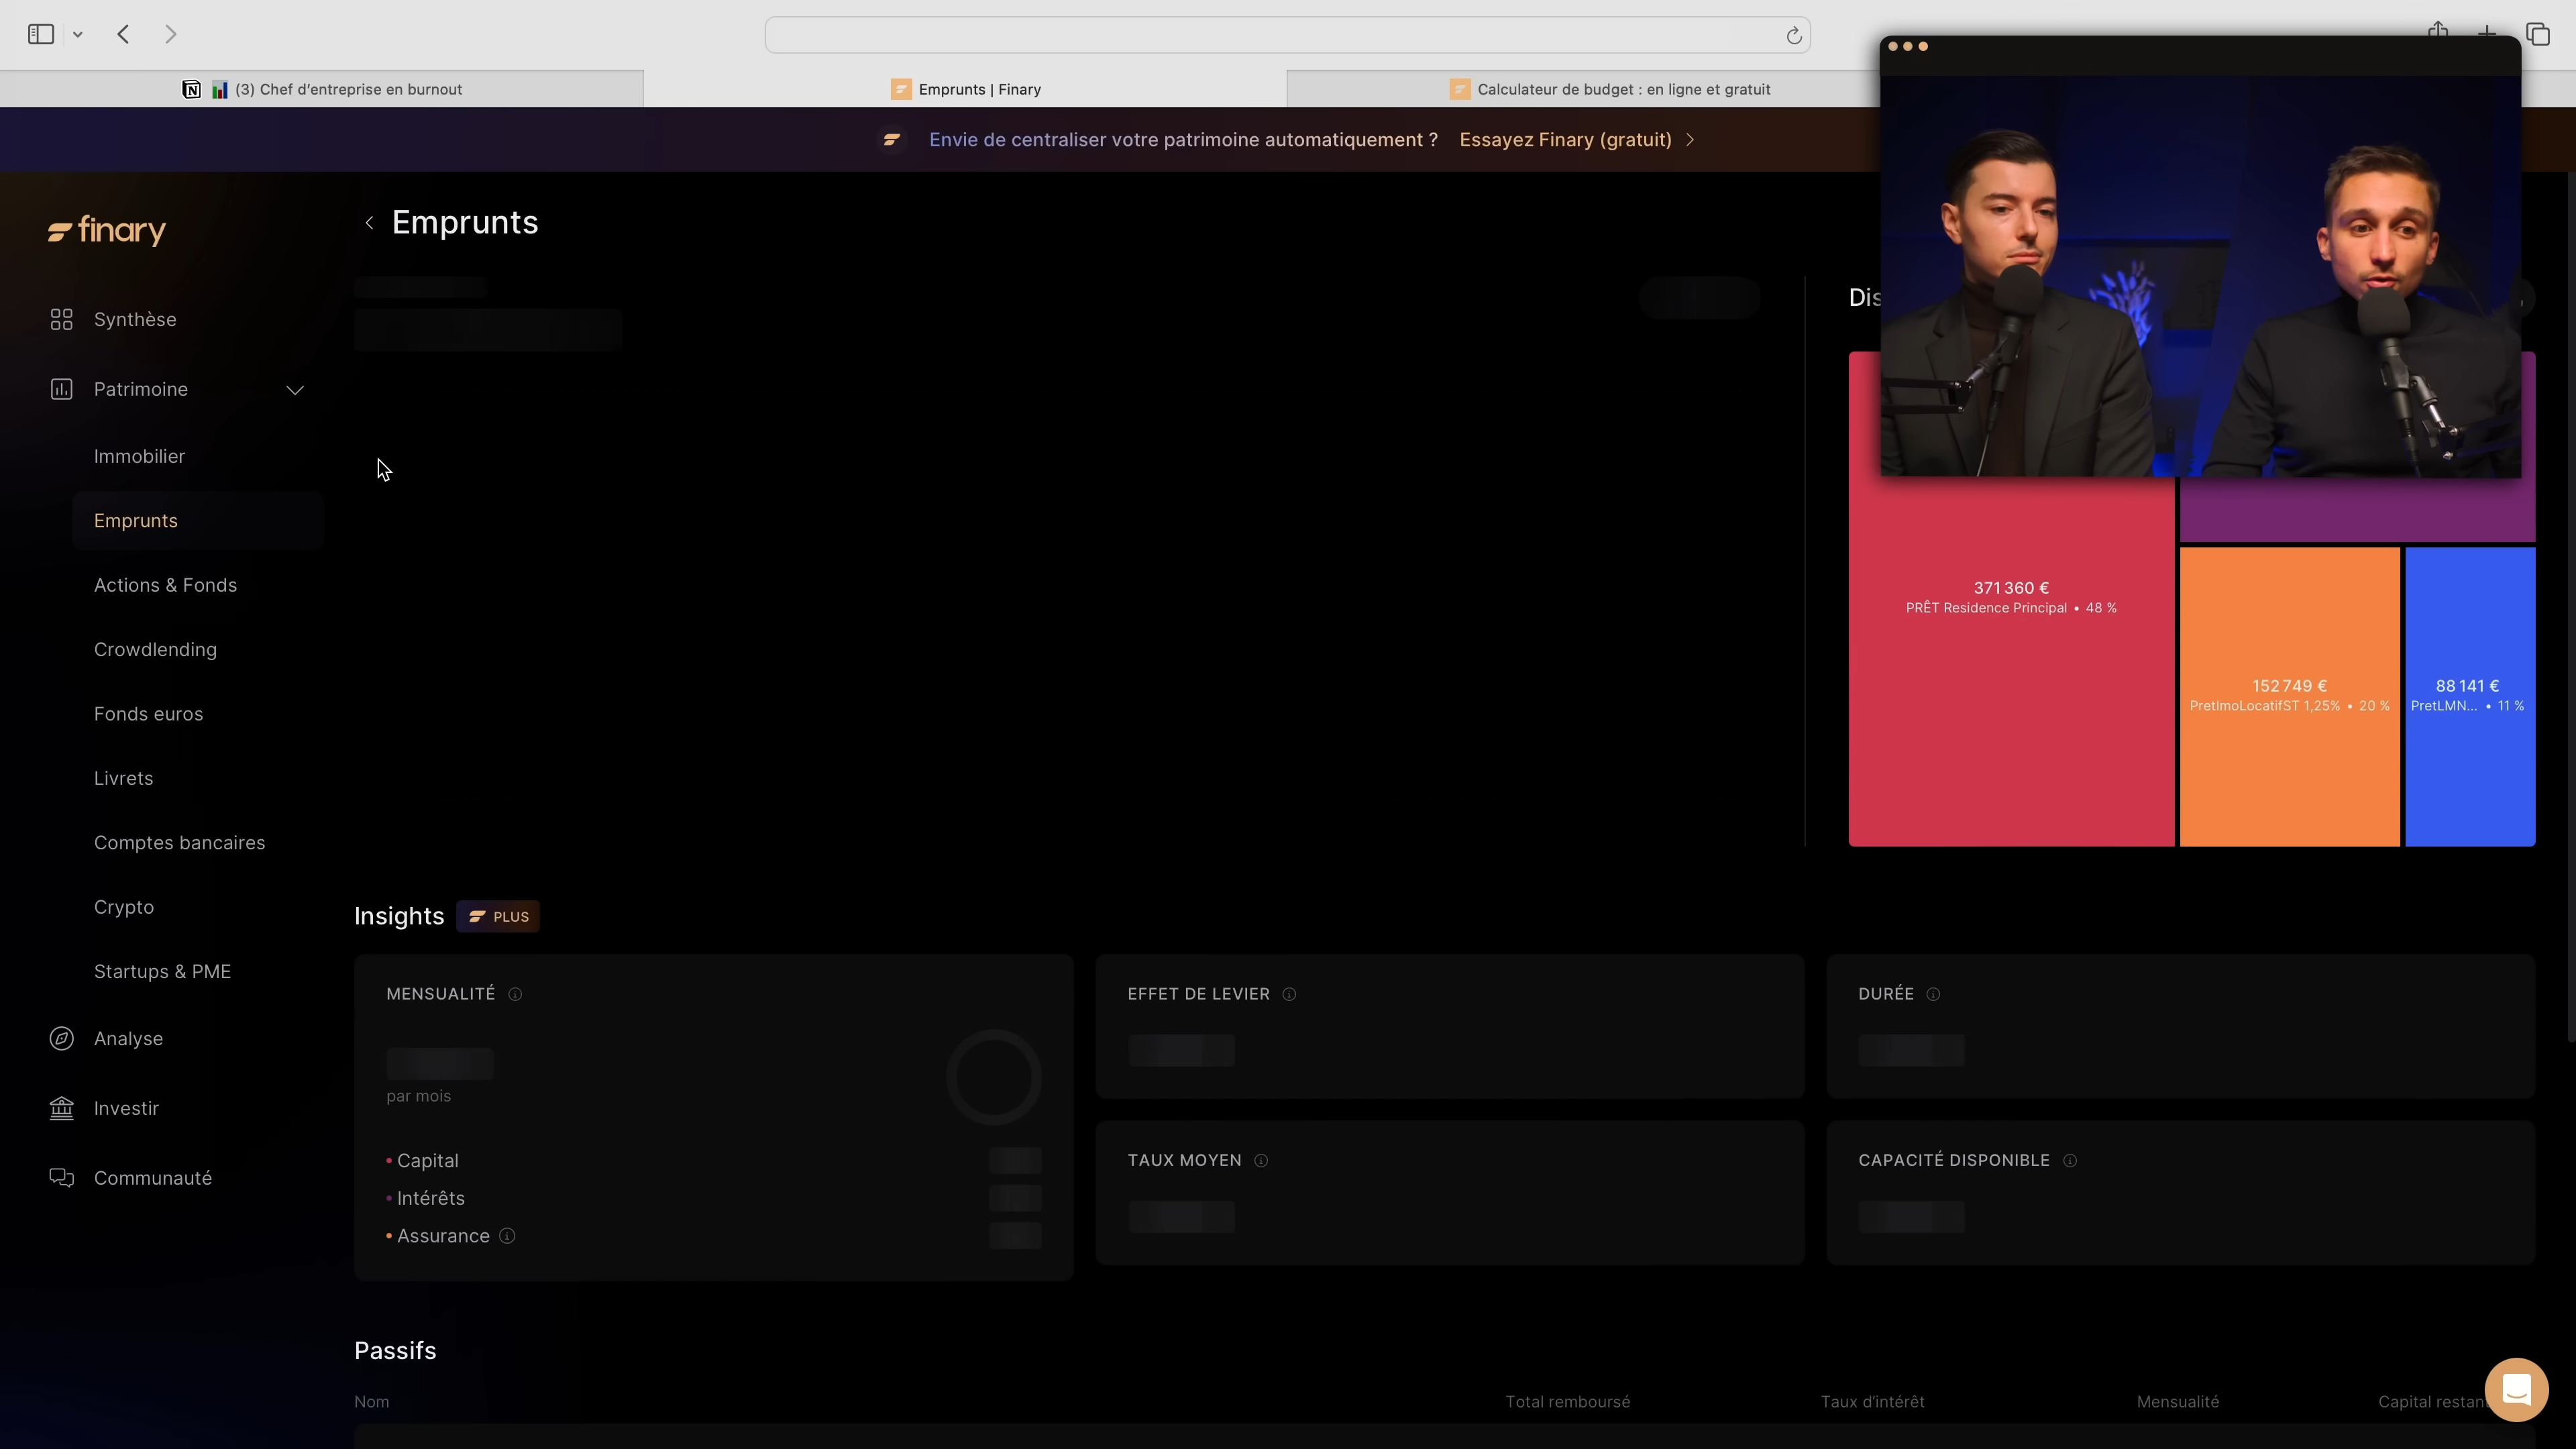 (3) Chef d'entreprise en burnout
Emprunts | Finary
Calculateur de budget : en ligne et gratuit
Envie de centraliser votre patrimoine automatiquement ? Essayez Finary (gratuit)
finary
Emprunts
Synthèse
Patrimoine
Immobilier
Emprunts
Actions & Fonds
Crowdlending
Fonds euros
Livrets
Comptes bancaires
Crypto
Startups & PME
Analyse
Investir
Communauté
371 360 €
PRÊT Residence Principal • 48 %
152 749 €
PretImoLocatifST 1,25% • 20 %
88 141 €
PretLMN... • 11 %
Insights PLUS
MENSUALITÉ
par mois
Capital
Intérêts
Assurance
EFFET DE LEVIER
DURÉE
TAUX MOYEN
CAPACITÉ DISPONIBLE
Passifs
Nom Total remboursé Taux d'intérêt Mensualité Capital